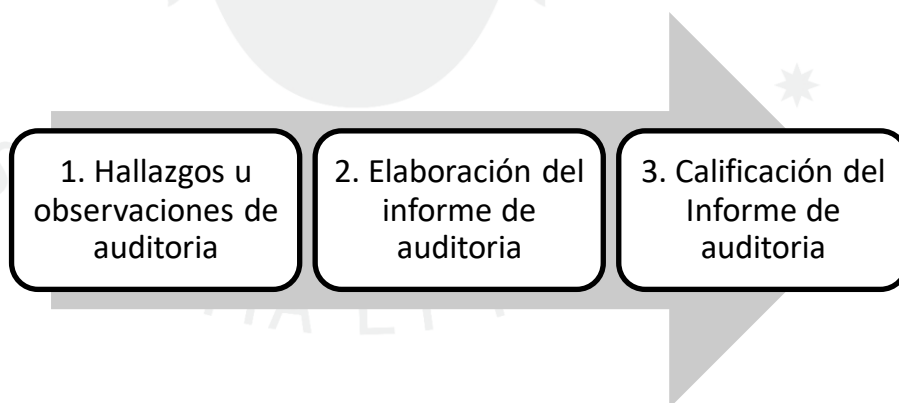 1. Hallazgos u
observaciones de
auditoria
2. Elaboración del
informe de
auditoria
3. Calificación del
Informe de
auditoria